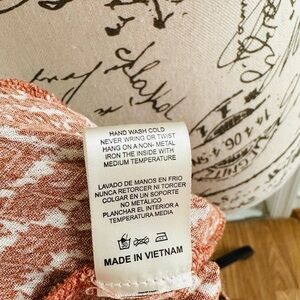 HAND WASH COLD
NEVER WRING OR TWIST
HANG ON A NON- METAL
IRON THE INSIDE WITH
MEDIUM TEMPERATURE
LAVADO DE MANOS EN FRIO
NUNCA RETORCER NI TORCER
COLGAR EN UN SOPORTE
NO METÁLICO
PLANCHAR EL INTERIOR A
TEMPERATURA MEDIA
MADE IN VIETNAM